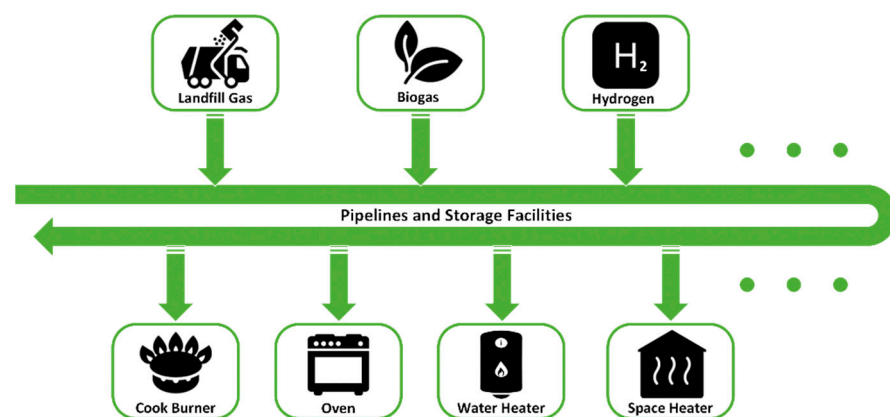 H2
Landfill Gas
Biogas
Hydrogen
Pipelines and Storage Facilities
Cook Burner
Oven
Water Heater
Space Heater